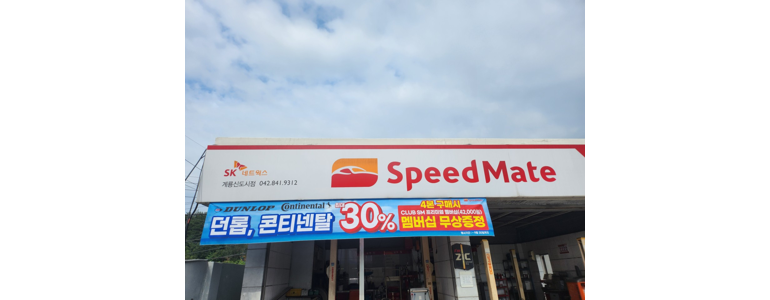 SK 네트웍스
계룡신도시점 042.841.9312
SpeedMate
DUNLOP Continental
던롭, 콘티넨탈
30%
4본 구매시
멤버십 무상증정
ZIC